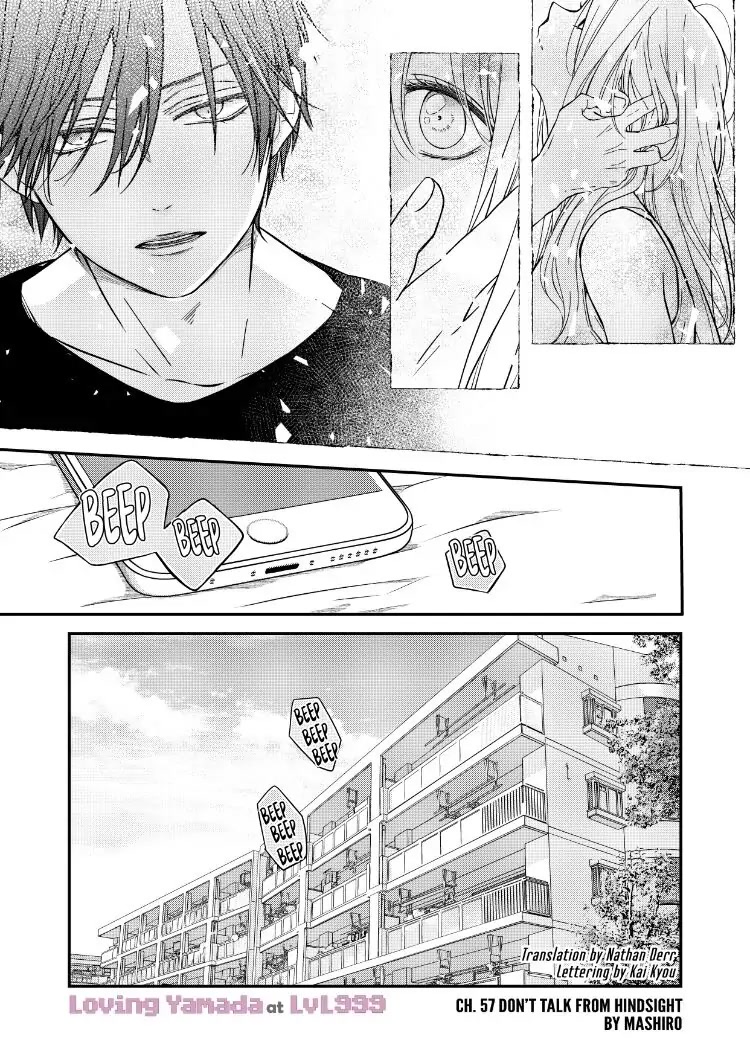 BEEP
BEEP
BEEP
BEEP
BEEP
BEEP
BEEP
BEEP
BEEP
Translation by Nathan Derr
Lettering by Kai Kyou
Loving Yamada at LvL999
CH. 57 DON'T TALK FROM HINDSIGHT
BY MASHIRO